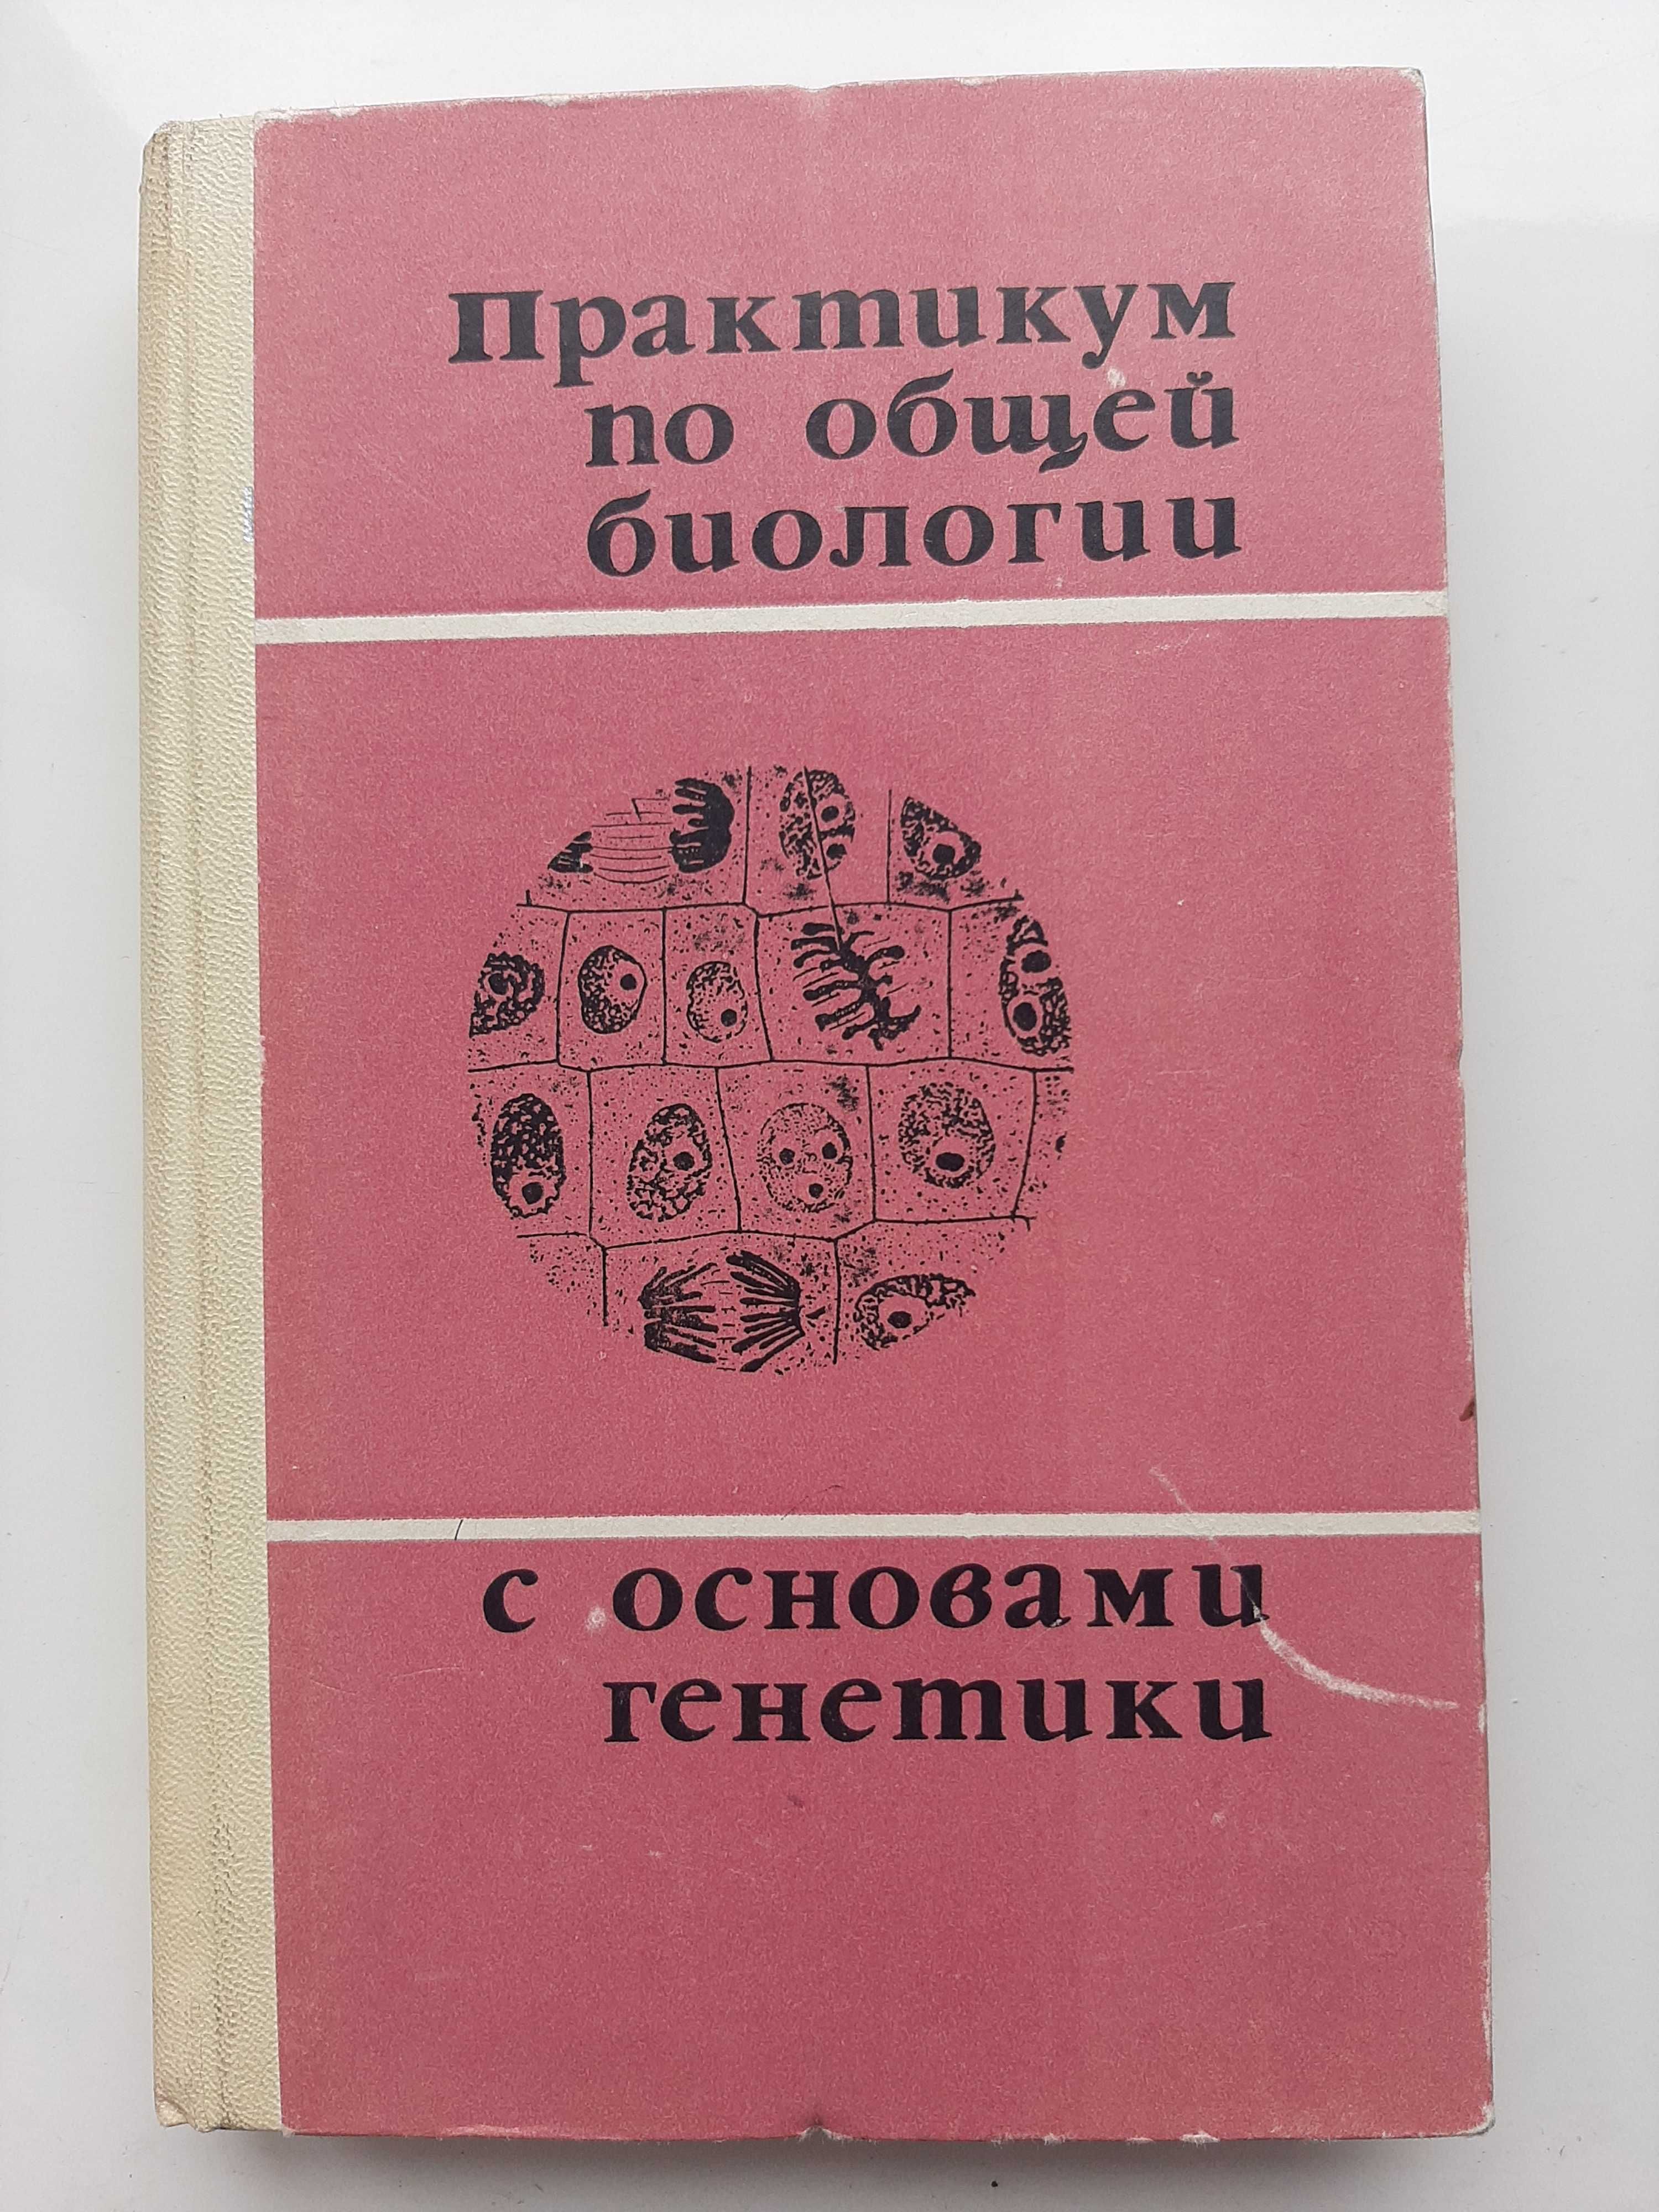 Практикум
по общей
биологии
с основами
генетики